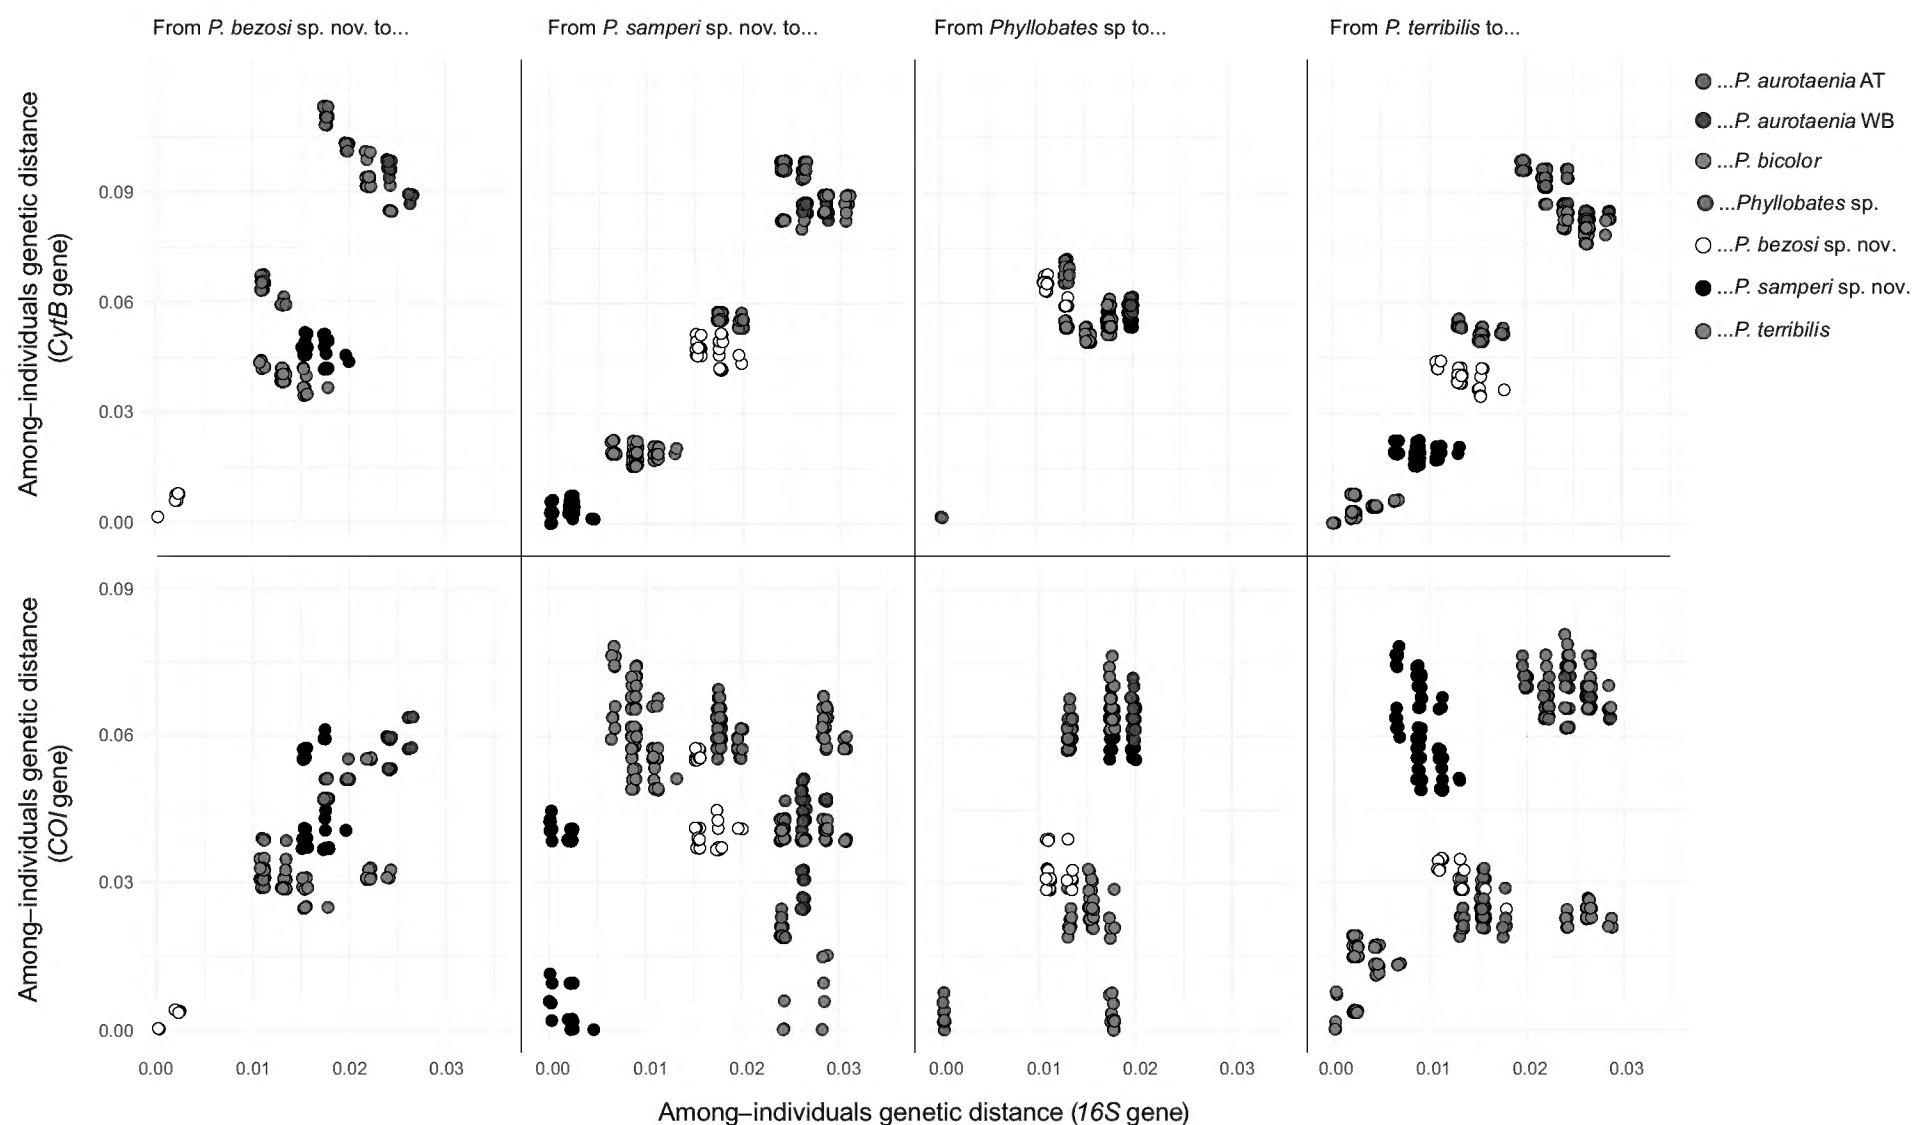 From P. bezosi sp. nov. to...
From P. samperi sp. nov. to...
From Phyllobates sp to...
From P. terribilis to...
...P. aurotaenia AT
...P. aurotaenia WB
...P. bicolor
...Phyllobates sp.
...P. bezosi sp. nov.
...P. samperi sp. nov.
...P. terribilis
Among–individuals genetic distance
(CytB gene)
0.09
0.06
0.03
0.00
Among–individuals genetic distance
(COI gene)
0.09
0.06
0.03
0.00
0.00 0.01 0.02 0.03 0.00 0.01 0.02 0.03 0.00 0.01 0.02 0.03 0.00 0.01 0.02 0.03
Among–individuals genetic distance (16S gene)